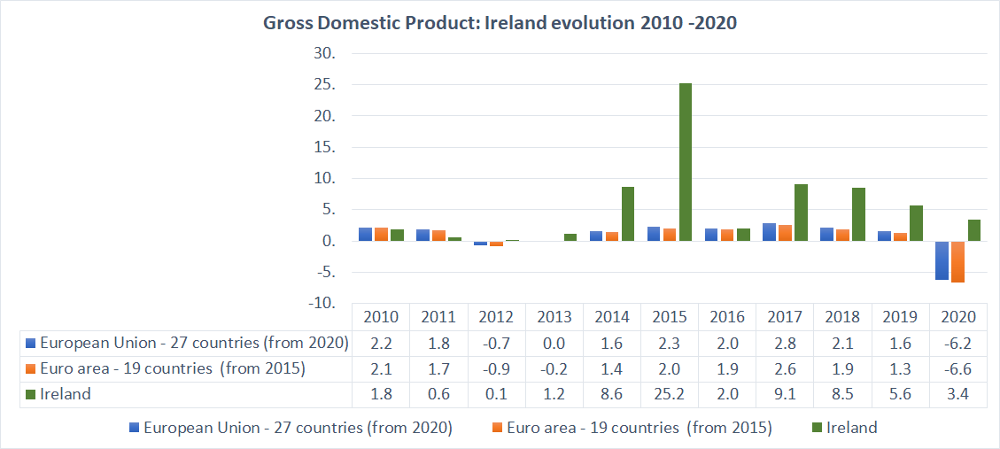 Gross Domestic Product: Ireland evolution 2010 -2020
30.
25.
20.
15.
10.
5.
0.
-5.
-10.
2010 2011 2012 2013 2014 2015 2016 2017 2018 2019 2020
European Union - 27 countries (from 2020) 2.2 1.8 -0.7 0.0 1.6 2.3 2.0 2.8 2.1 1.6 -6.2
Euro area - 19 countries  (from 2015) 2.1 1.7 -0.9 -0.2 1.4 2.0 1.9 2.6 1.9 1.3 -6.6
Ireland 1.8 0.6 0.1 1.2 8.6 25.2 2.0 9.1 8.5 5.6 3.4
European Union - 27 countries (from 2020) Euro area - 19 countries  (from 2015) Ireland